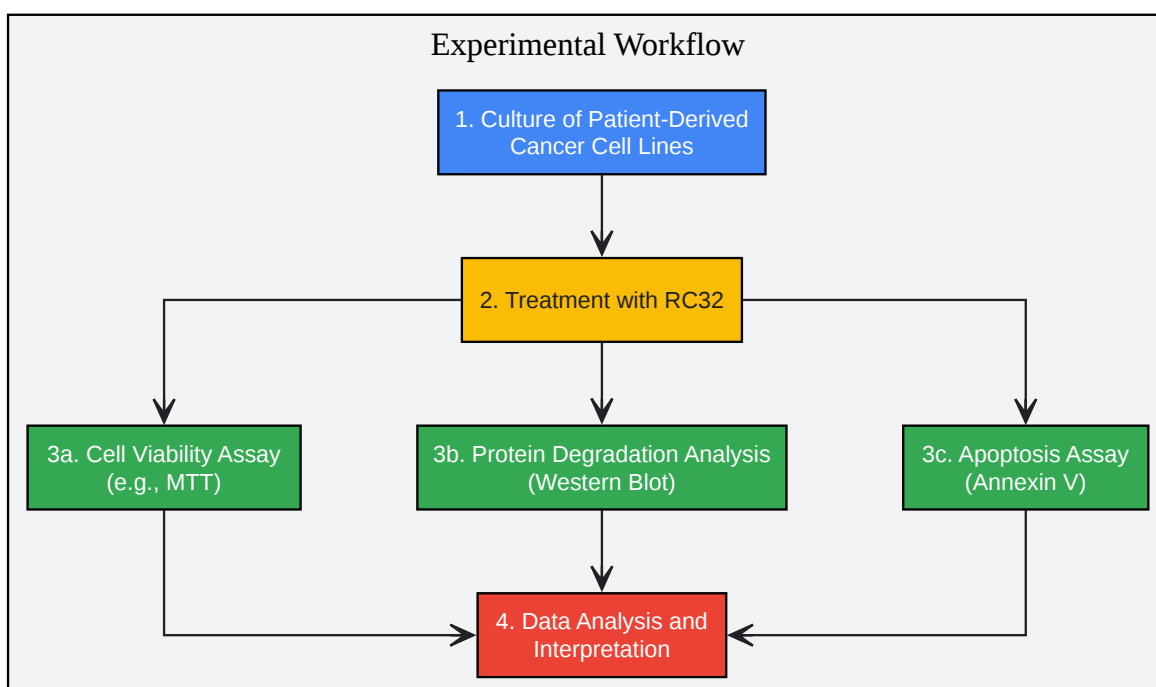 Experimental Workflow
1. Culture of Patient-Derived
Cancer Cell Lines
2. Treatment with RC32
3a. Cell Viability Assay
(e.g., MTT)
3b. Protein Degradation Analysis
(Western Blot)
3c. Apoptosis Assay
(Annexin V)
4. Data Analysis and
Interpretation